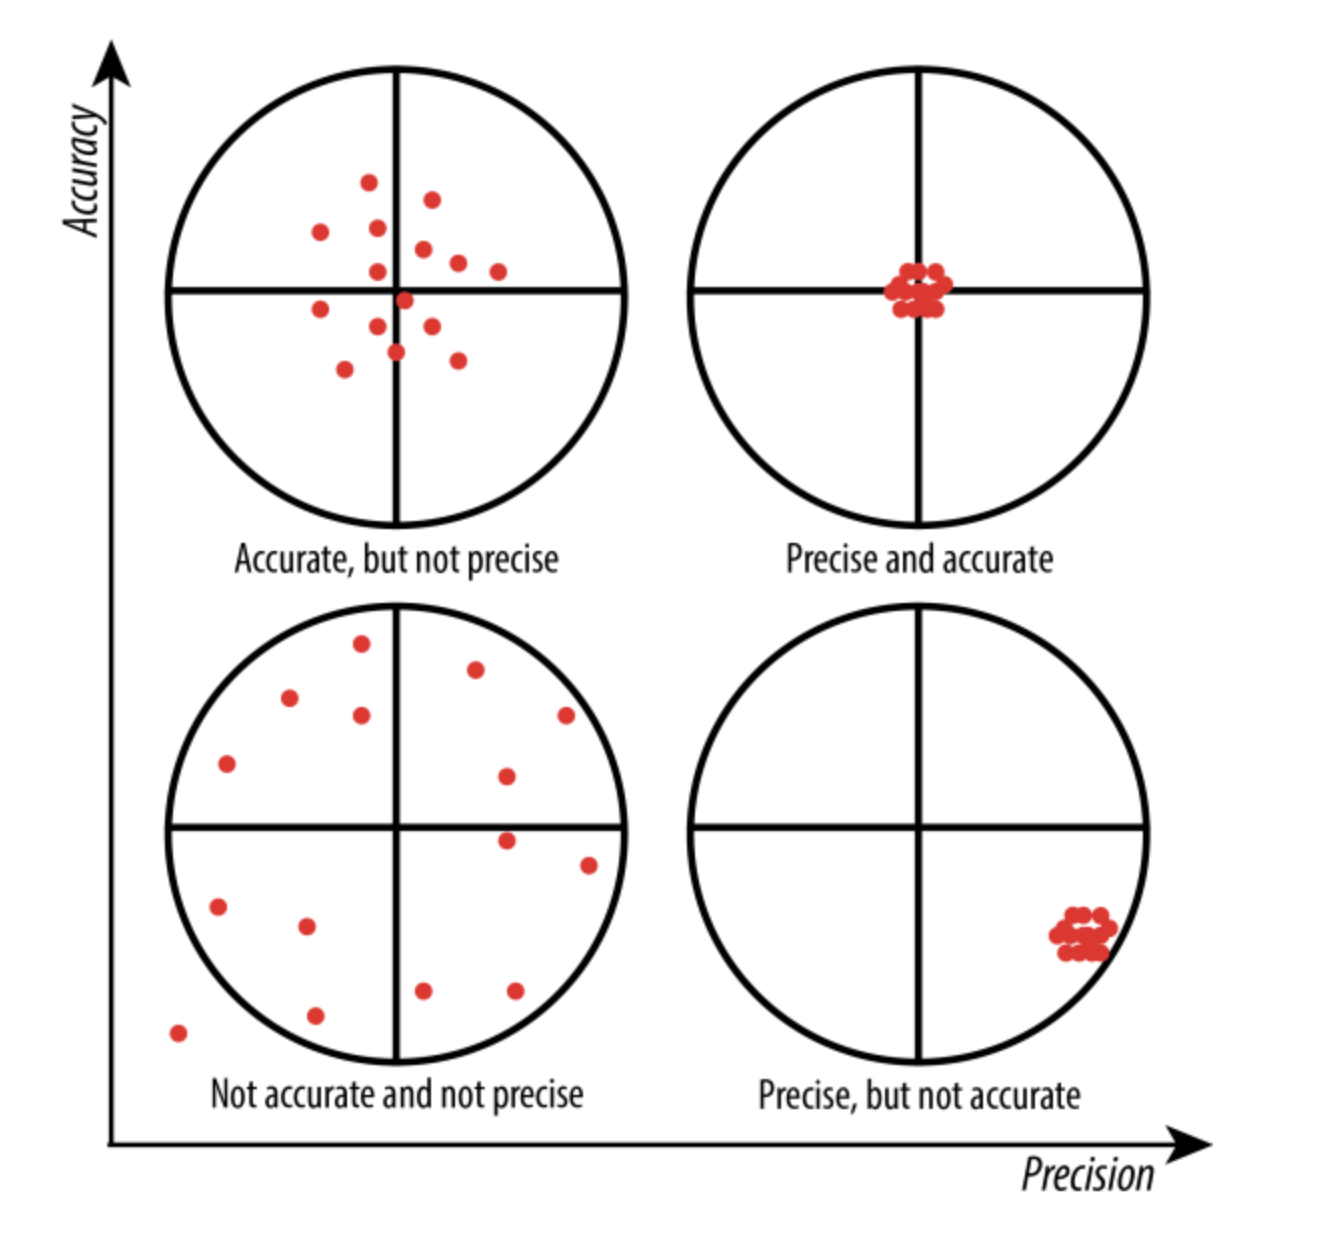 Accuracy
Accurate, but not precise
Precise and accurate
Not accurate and not precise
Precise, but not accurate
Precision